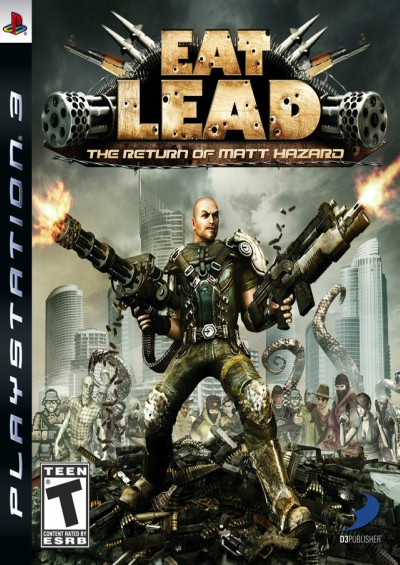 PLAYSTATION 3
EAT
LEAD
THE RETURN OF MATT HAZARD
TEEN
T
CONTENT RATED BY
ESRB
D3PUBLISHER